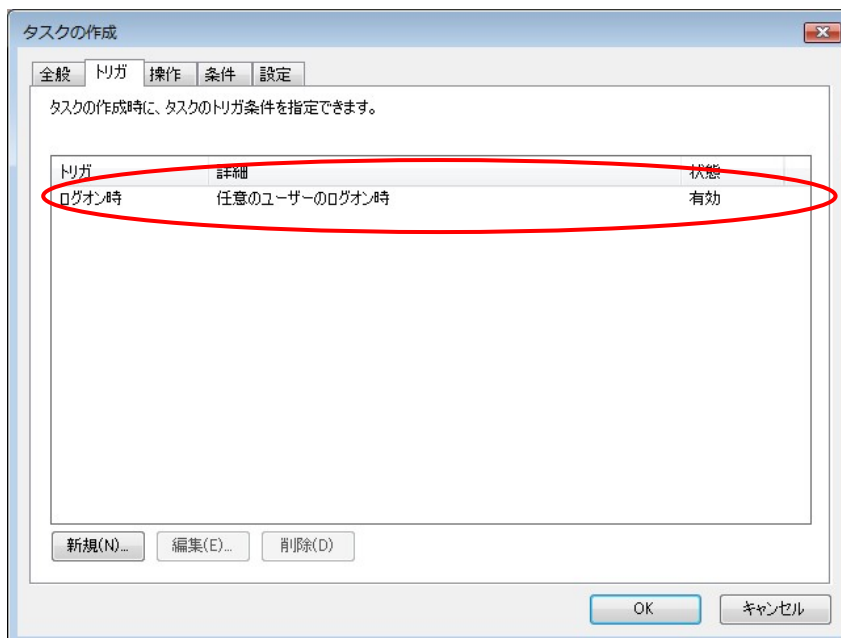 タスクの作成
全般 トリガ 操作 条件 設定
タスクの作成時に、タスクのトリガ条件を指定できます。
トリガ 詳細 状態
ログオン時 任意のユーザーのログオン時 有効
新規(N)... 編集(E)... 削除(D)
OK キャンセル